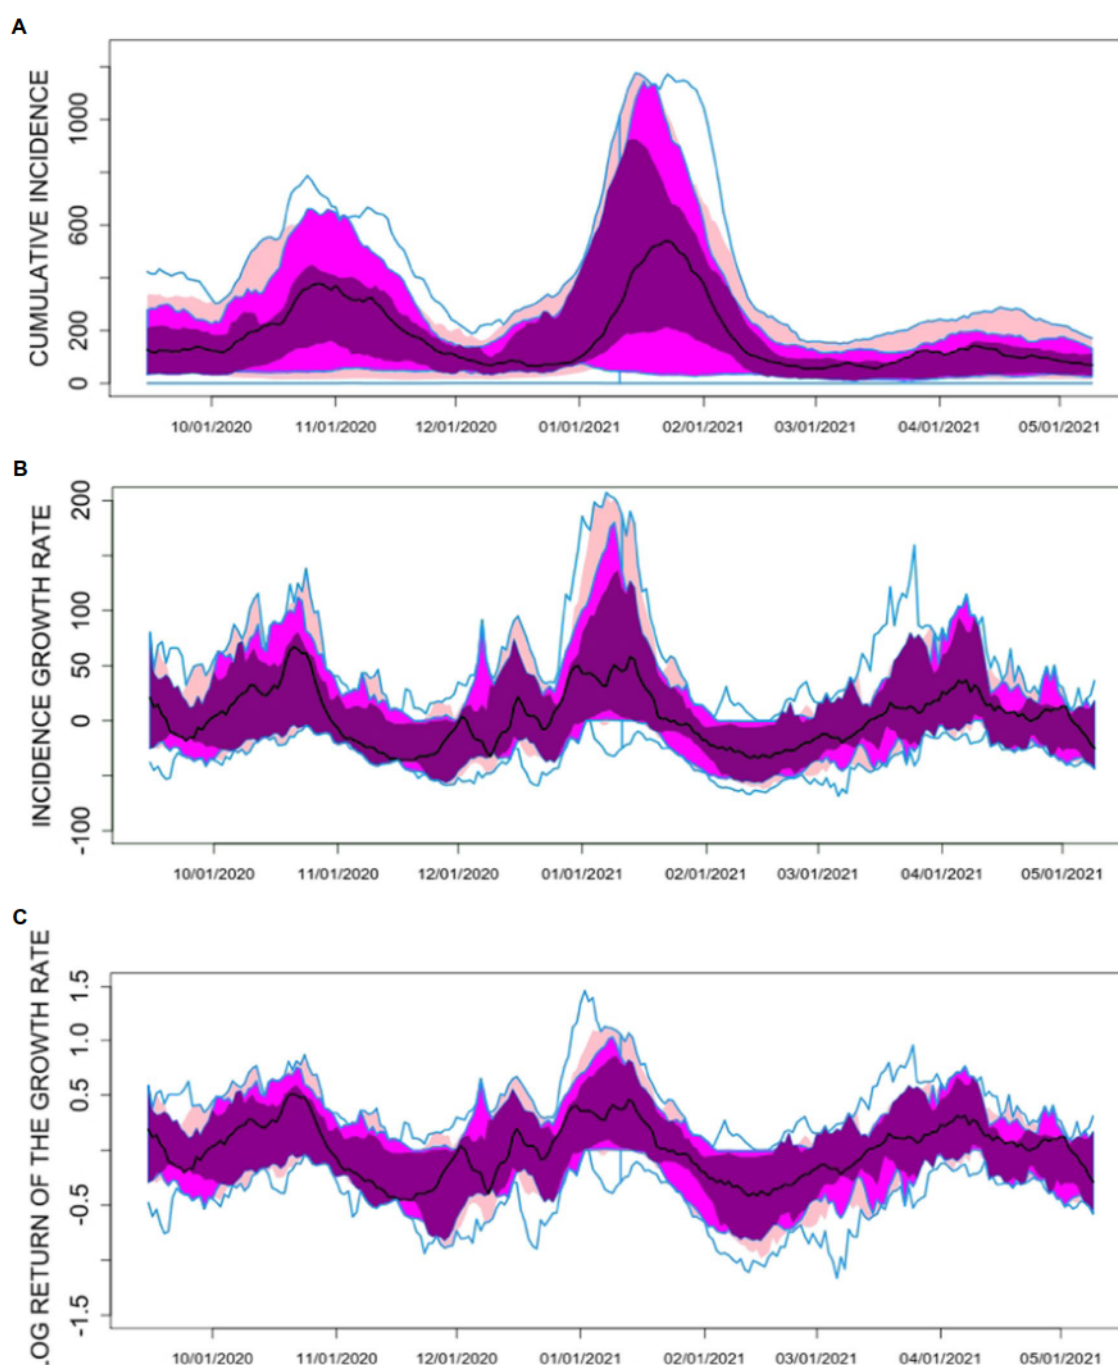 A
CUMULATIVE INCIDENCE
1000
600
200
0
10/01/2020 11/01/2020 12/01/2020 01/01/2021 02/01/2021 03/01/2021 04/01/2021 05/01/2021
B
INCIDENCE GROWTH RATE
200
100
50
0
-100
10/01/2020 11/01/2020 12/01/2020 01/01/2021 02/01/2021 03/01/2021 04/01/2021 05/01/2021
C
LOG RETURN OF THE GROWTH RATE
1.5
1.0
0.5
-0.5
-1.5
10/01/2020 11/01/2020 12/01/2020 01/01/2021 02/01/2021 03/01/2021 04/01/2021 05/01/2021